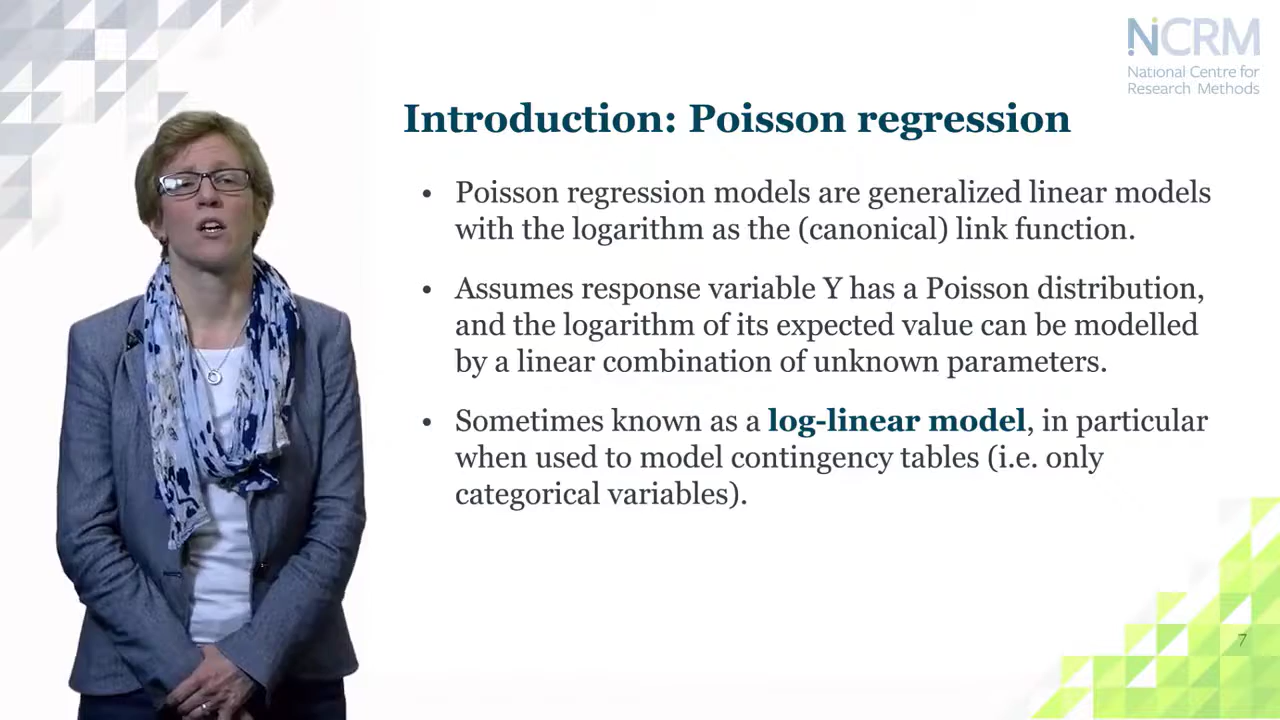 NCRM
National Centre for
Research Methods
Introduction: Poisson regression
• Poisson regression models are generalized linear models
with the logarithm as the (canonical) link function.
• Assumes response variable Y has a Poisson distribution,
and the logarithm of its expected value can be modelled
by a linear combination of unknown parameters.
• Sometimes known as a log-linear model, in particular
when used to model contingency tables (i.e. only
categorical variables).
7